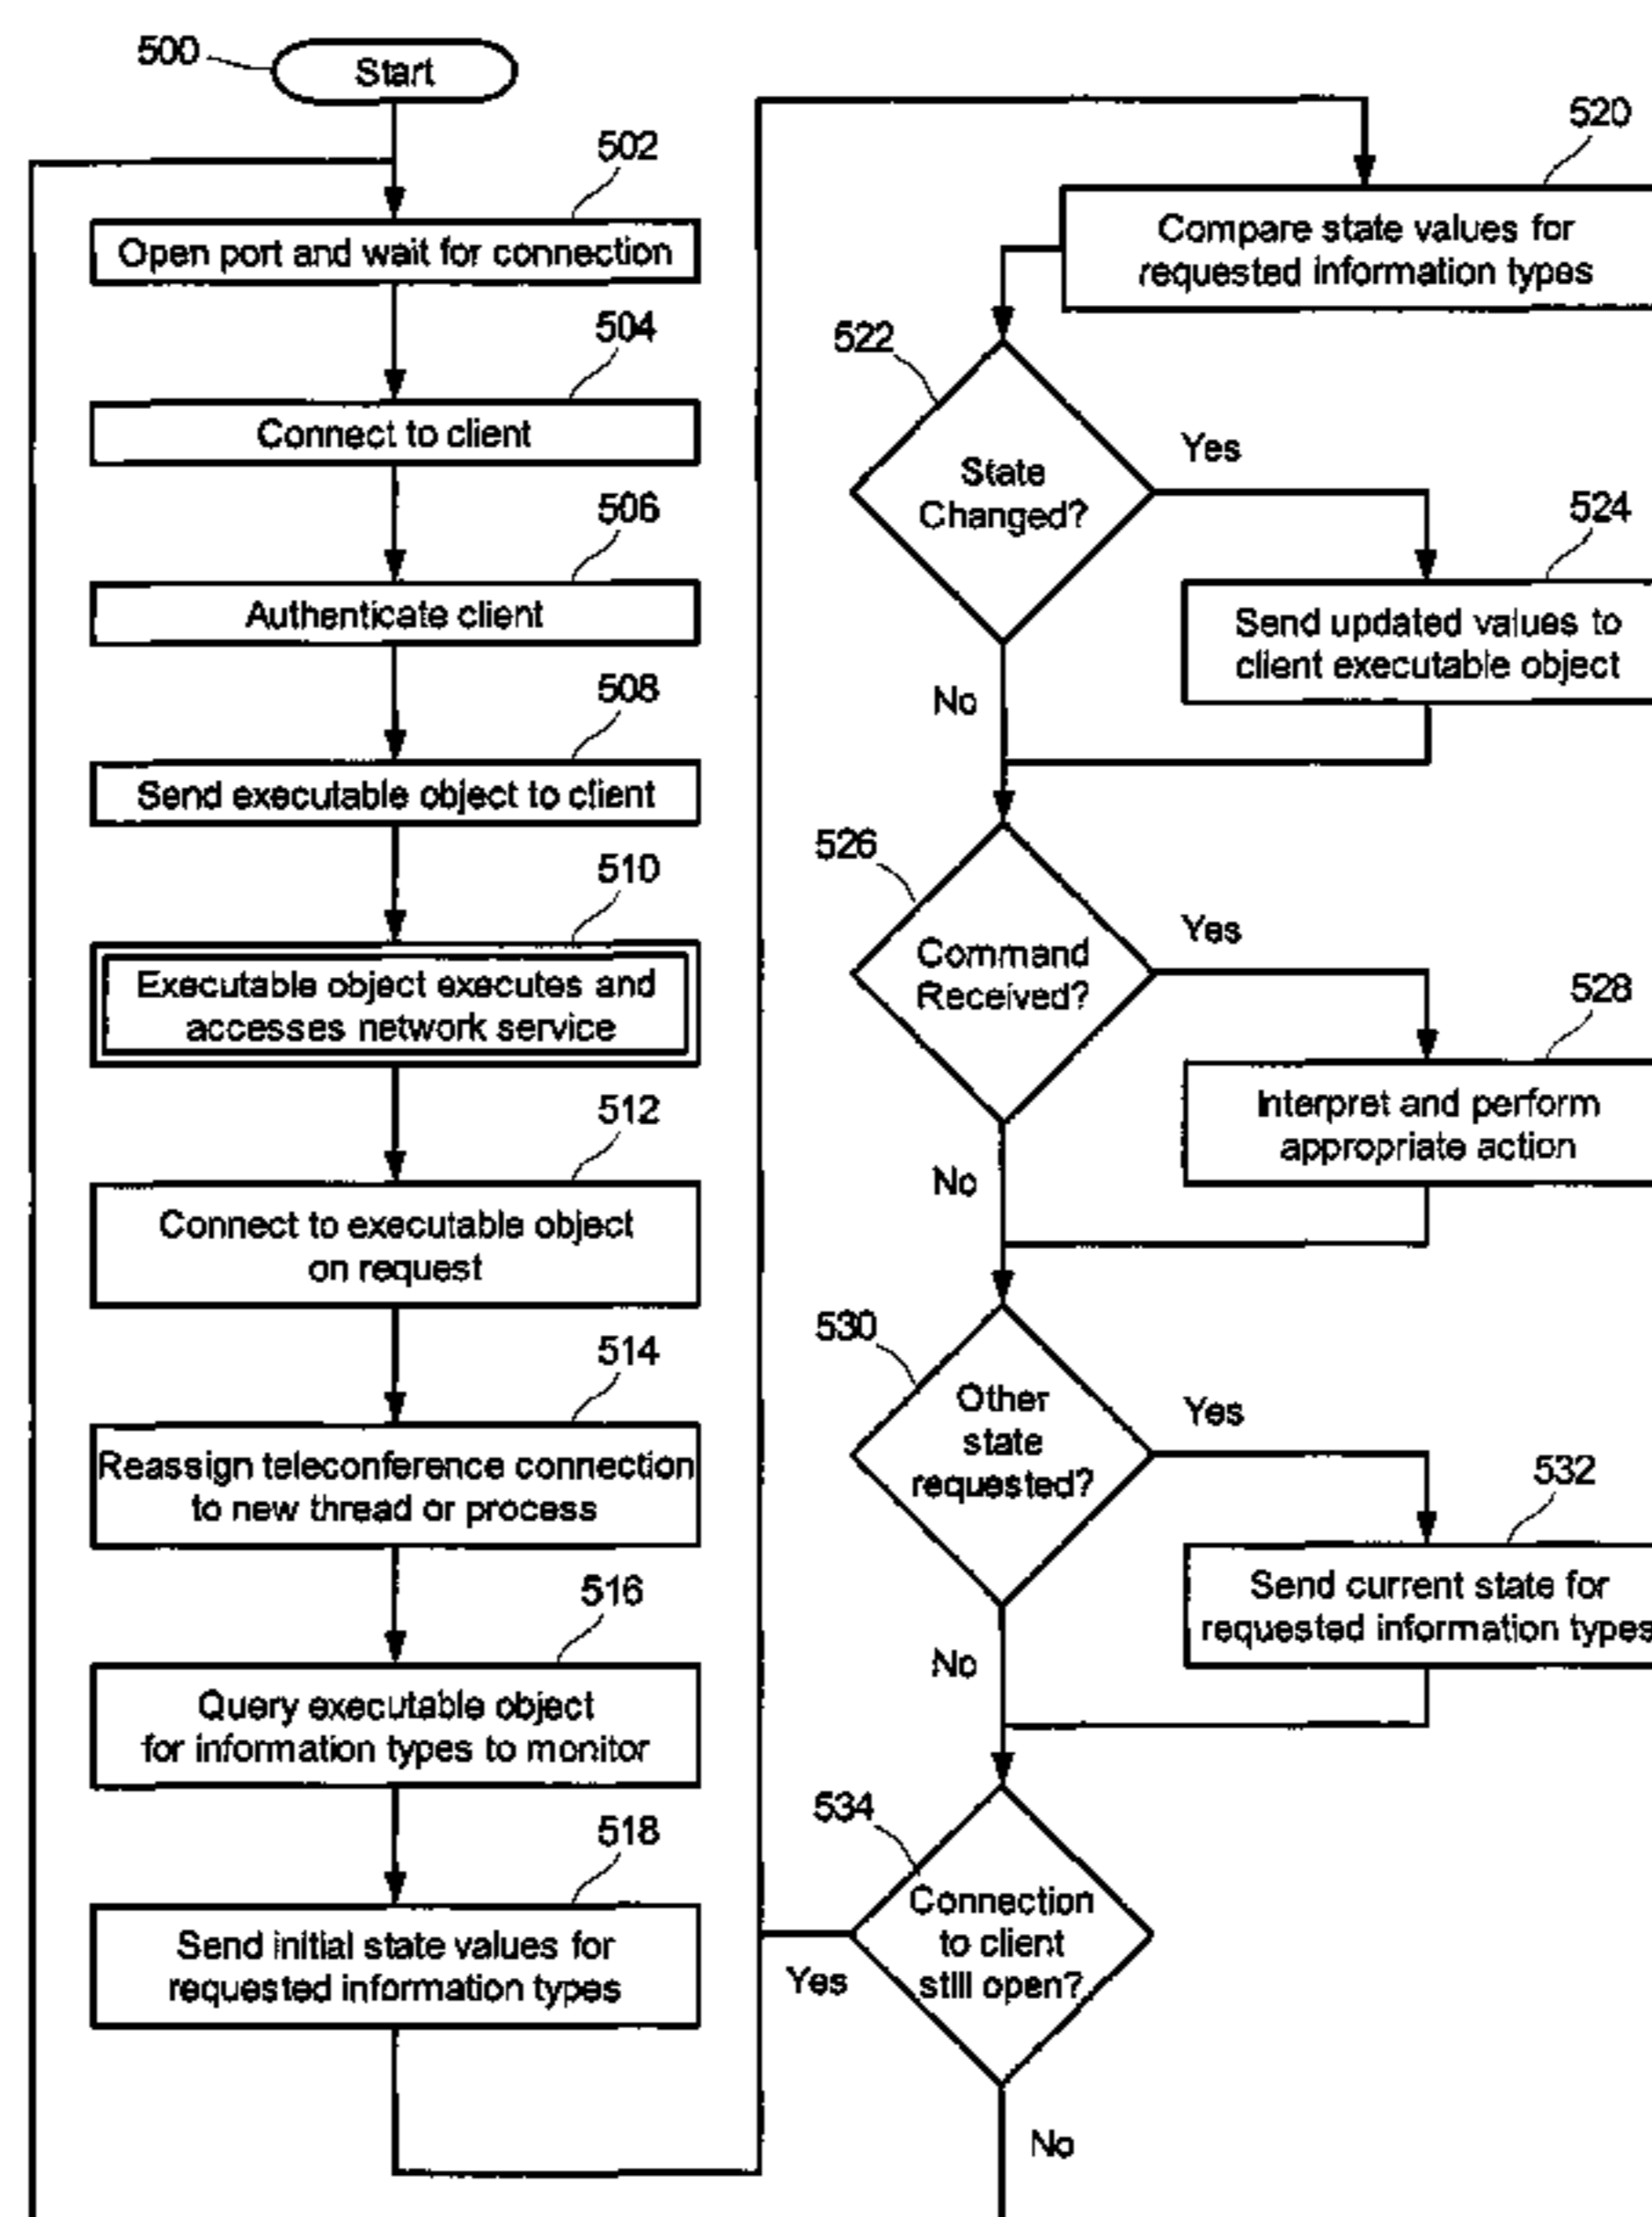 500
Start
502
Open port and wait for connection
504
Connect to client
506
Authenticate client
508
Send executable object to client
510
Executable object executes and
accesses network service
512
Connect to executable object
on request
514
Reassign teleconference connection
to new thread or process
516
Query executable object
for information types to monitor
518
Send initial state values for
requested information types
520
Compare state values for
requested information types
522
State
Changed?
Yes
No
524
Send updated values to
client executable object
526
Command
Received?
Yes
No
528
Interpret and perform
appropriate action
530
Other
state
requested?
Yes
No
532
Send current state for
requested information types
534
Connection
to client
still open?
Yes
No